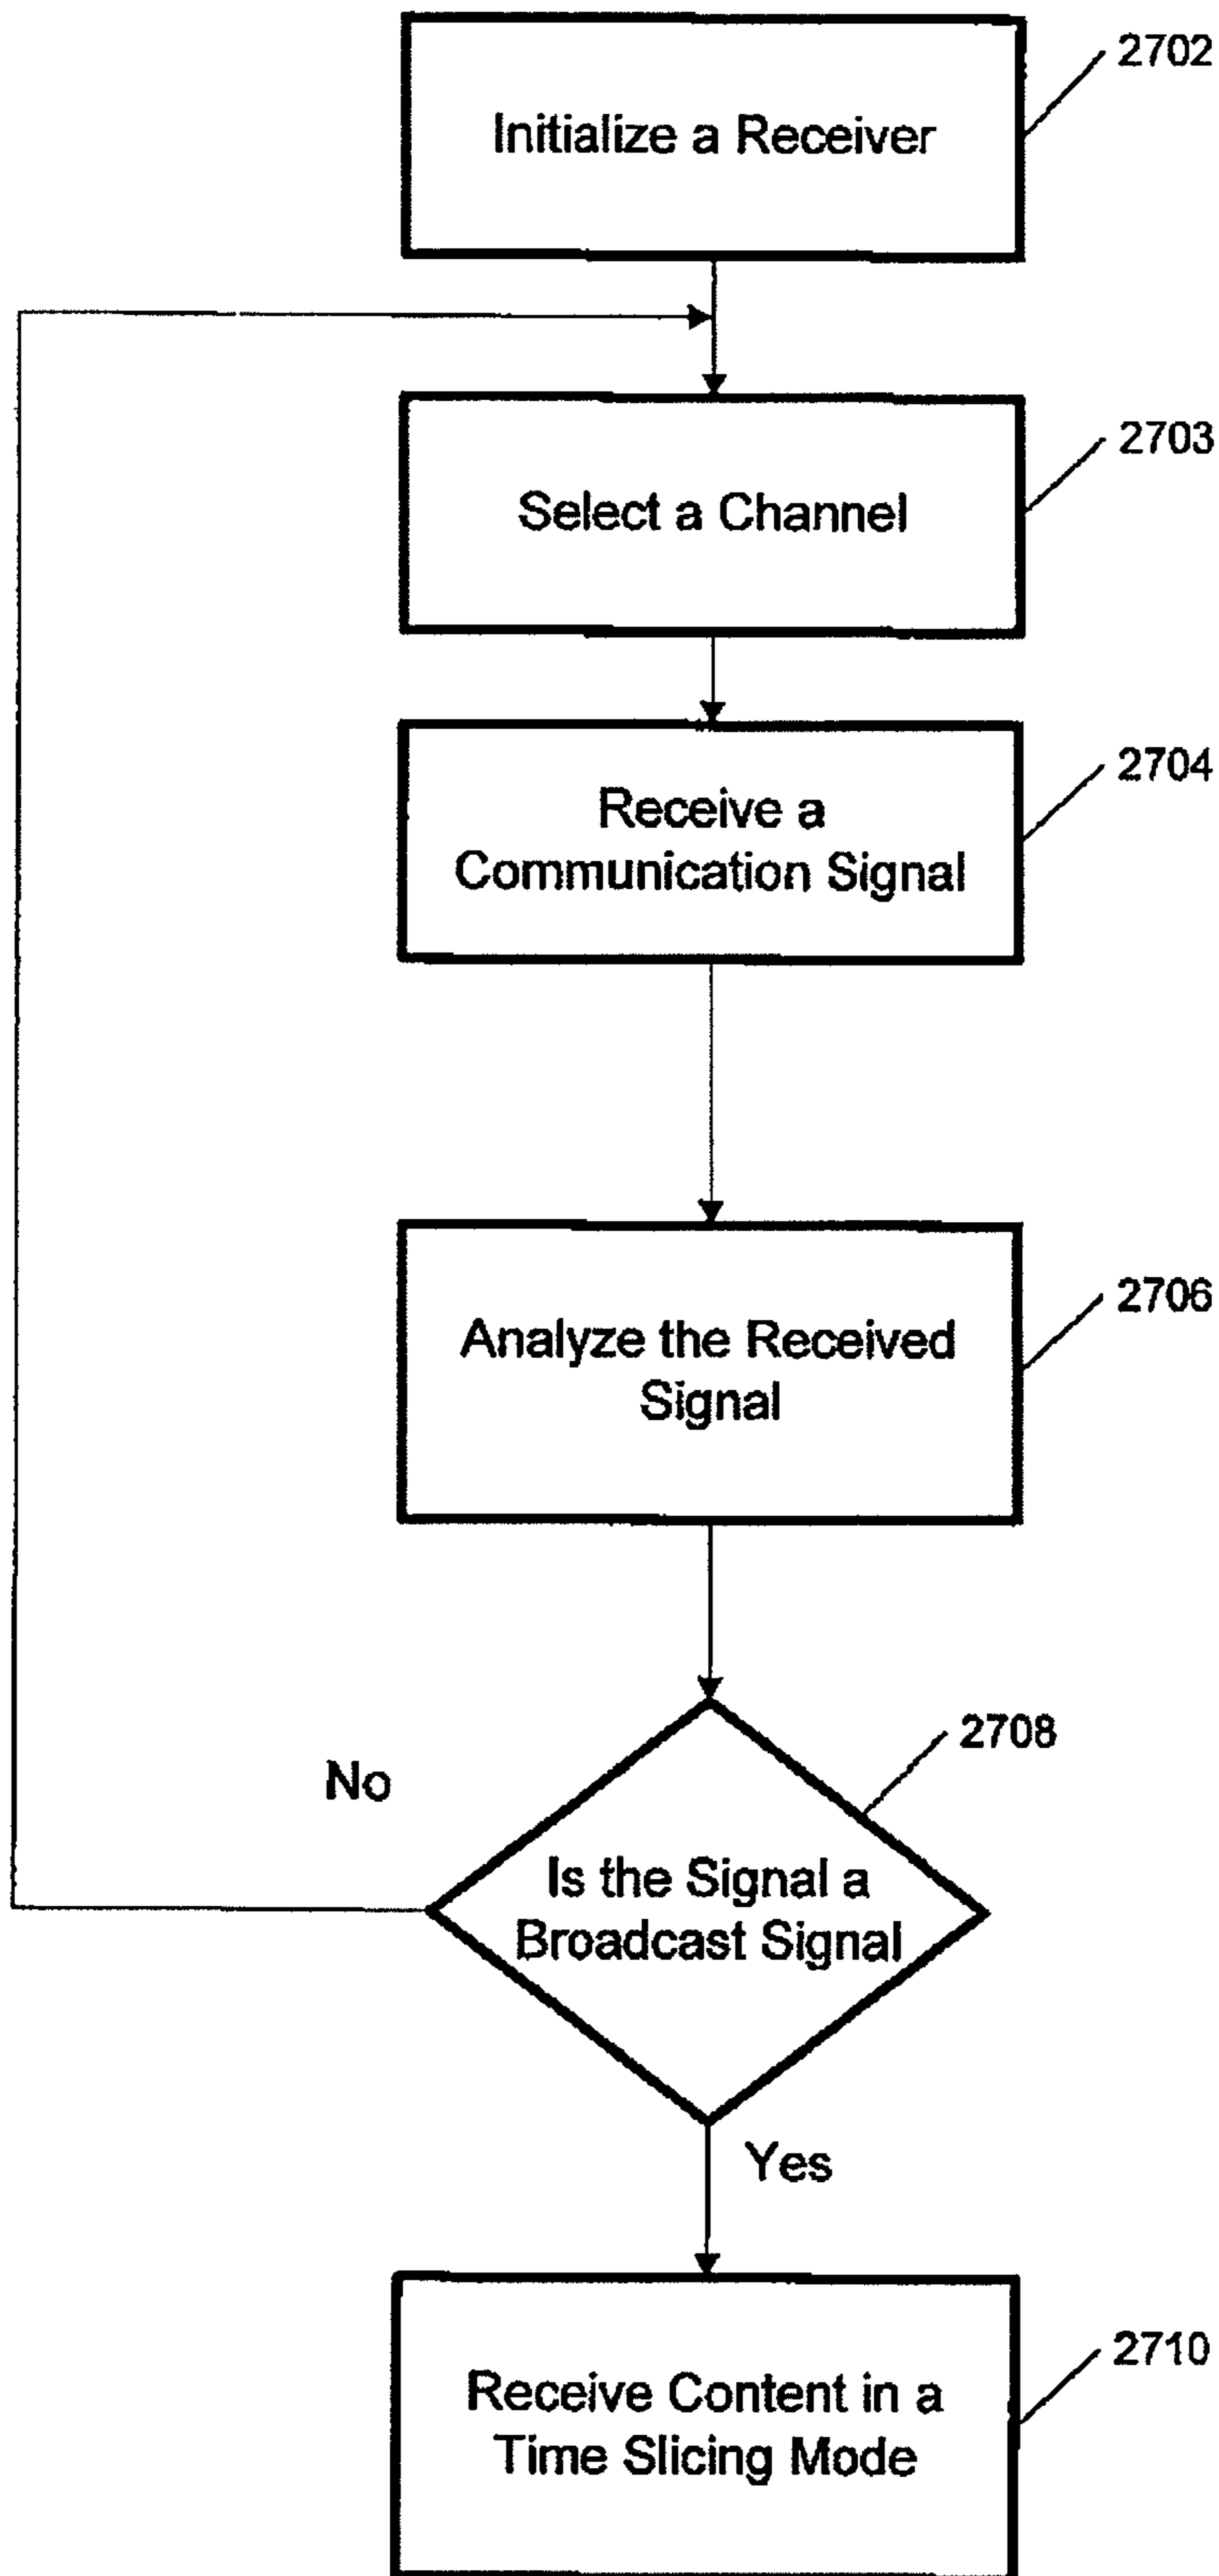 2702
Initialize a Receiver
2703
Select a Channel
2704
Receive a
Communication Signal
2706
Analyze the Received
Signal
2708
No
Is the Signal a
Broadcast Signal
Yes
2710
Receive Content in a
Time Slicing Mode